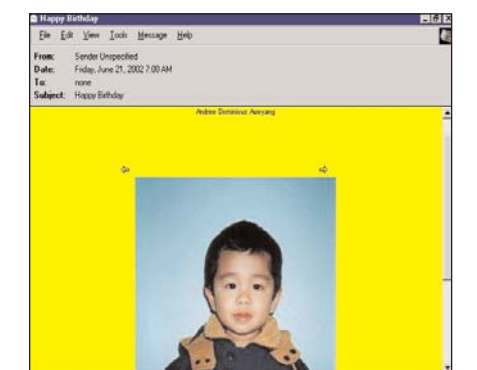 Happy Birthday
File Edit View Tools Message Help
From: Sender Unspecified
Date: Friday, June 21, 2002 7:00 AM
To: none
Subject: Happy Birthday
Andrew Dominicus